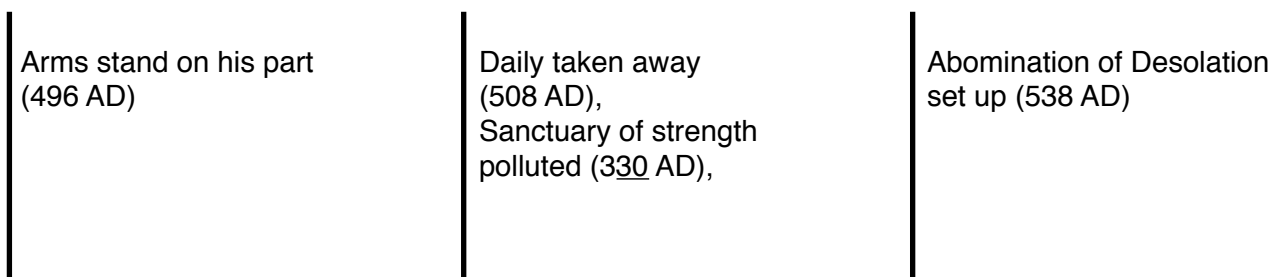 Arms stand on his part
(496 AD)
Daily taken away
(508 AD),
Sanctuary of strength
polluted (330 AD),
Abomination of Desolation
set up (538 AD)